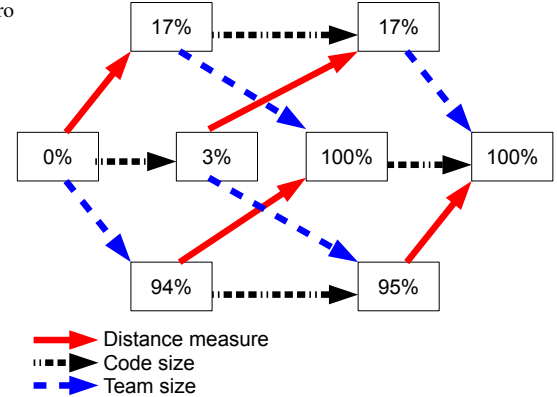 ro
17% 17%
0% 3% 100% 100%
94% 95%
Distance measure
Code size
Team size